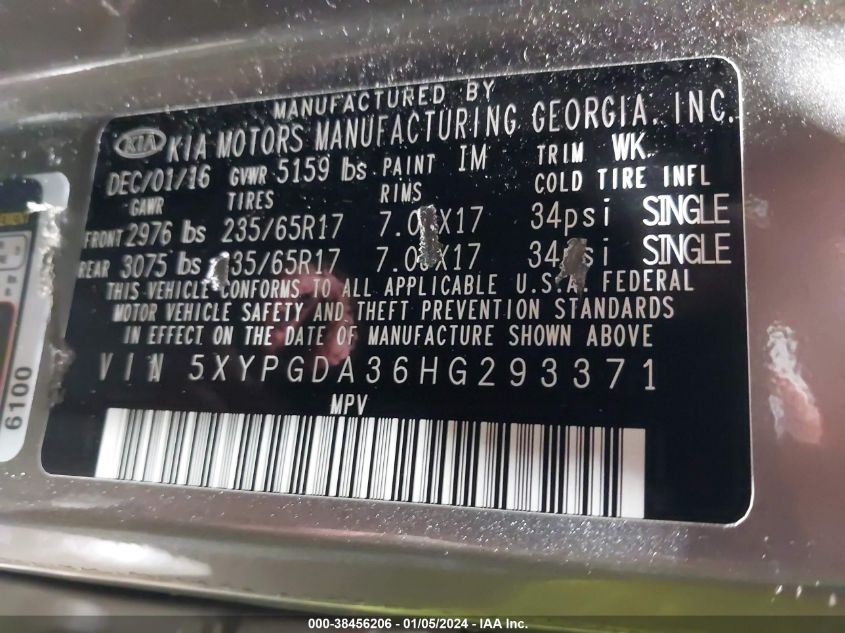 MANUFACTURED BY
KIA KIA MOTORS MANUFACTURING GEORGIA, INC.
DEC/01/16 GVWR 5159 lbs PAINT IM TRIM WK
GAWR TIRES RIMS COLD TIRE INFL
FRONT 2976 lbs 235/65R17 34psi SINGLE
REAR 3075 lbs SINGLE
THIS VEHICLE CONFORMS TO ALL APPLICABLE U.S.A. FEDERAL
MOTOR VEHICLE SAFETY AND THEFT PREVENTION STANDARDS
IN EFFECT ON THE DATE OF MANUFACTURE SHOWN ABOVE
VIN 5XYPGDA36HG293371
MPV
6100
000-38456206 - 01/05/2024 - IAA Inc.